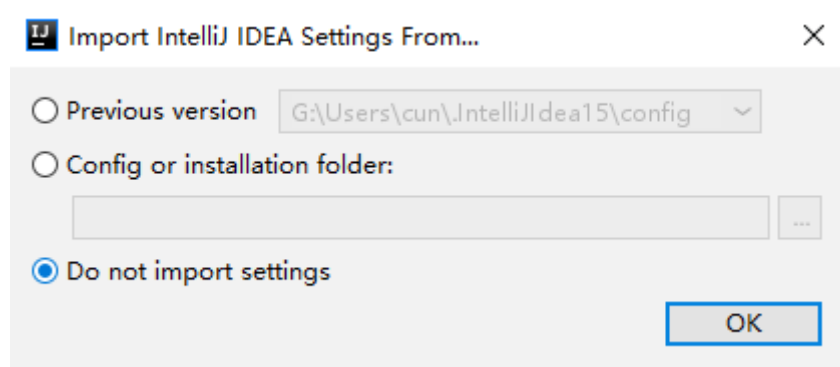 IJ Import IntelliJ IDEA Settings From...
Previous version G:\Users\cun\.IntelliJIdea15\config
Config or installation folder:
...
Do not import settings
OK